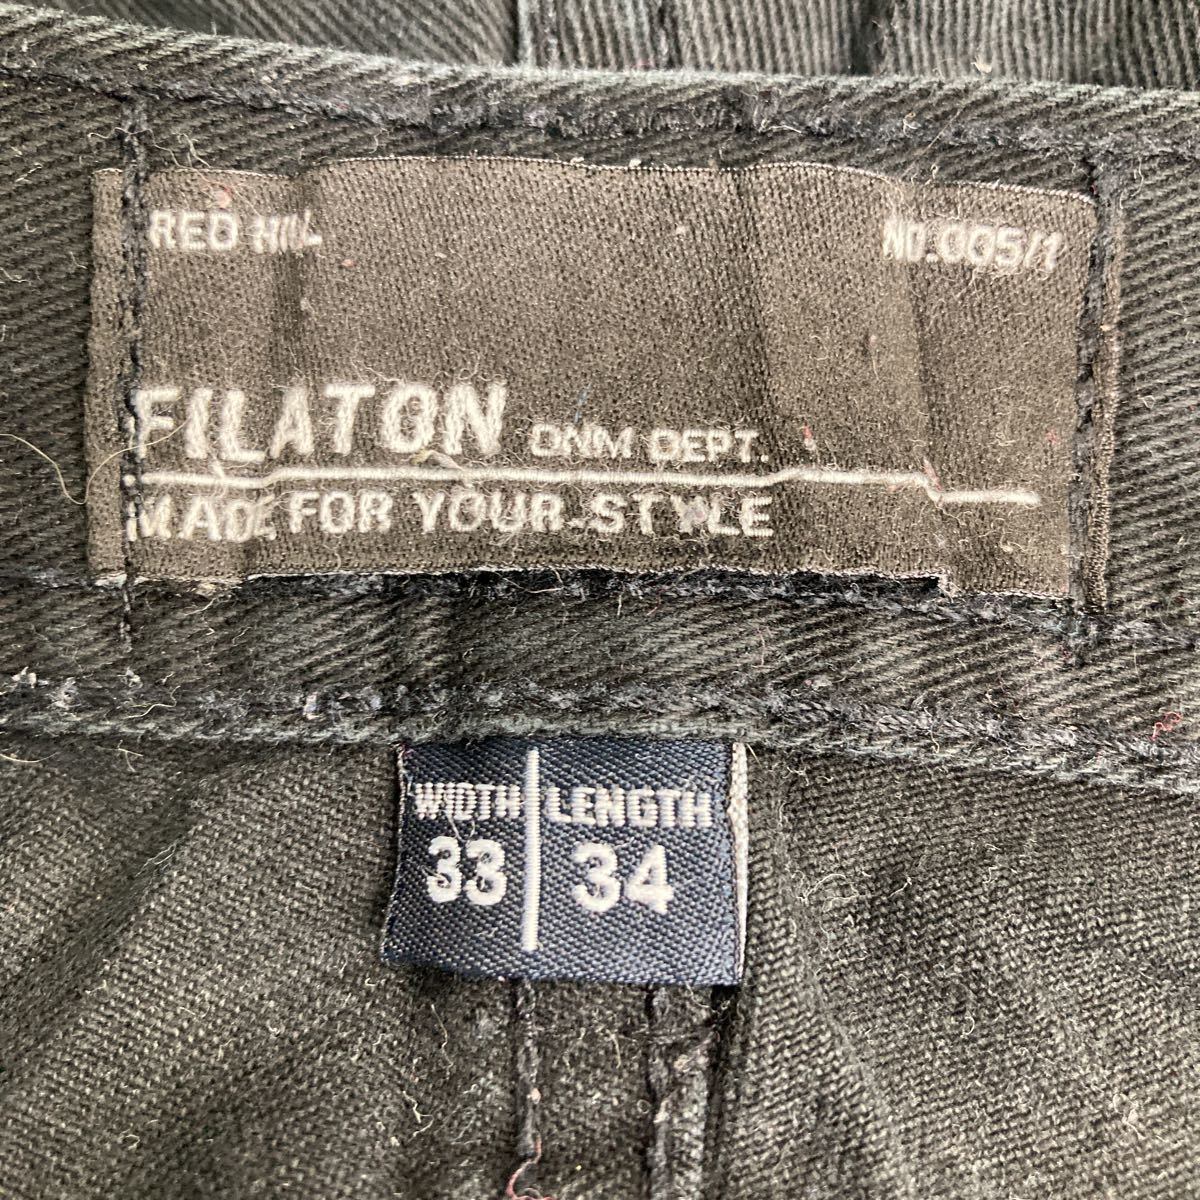 RED HILL NO.005/1
FILATON DNM DEPT.
MADE FOR YOUR STYLE
WIDTH LENGTH
33 34